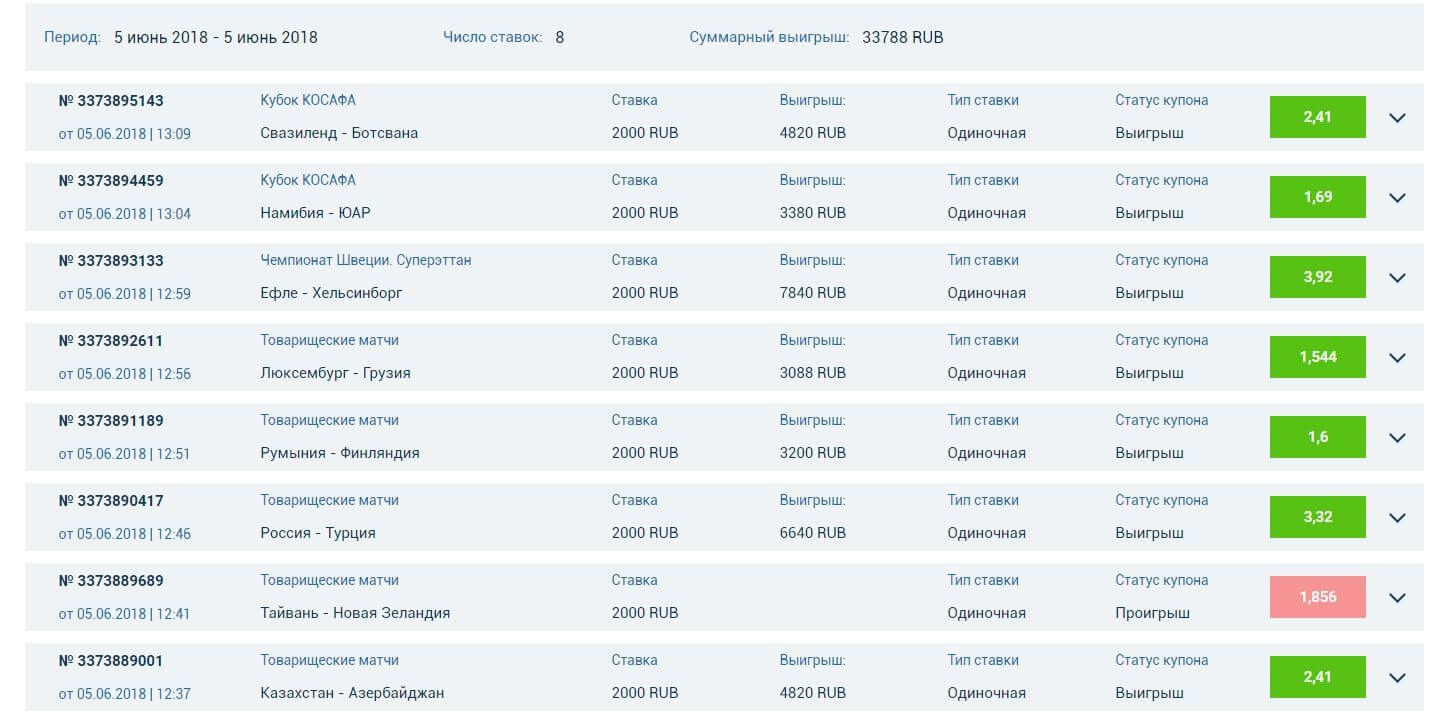 Период: 5 июнь 2018 - 5 июнь 2018 Число ставок: 8 Суммарный выигрыш: 33788 RUB
№ 3373895143 Кубок КОСАФА Ставка Выигрыш: Тип ставки Статус купона 2,41
от 05.06.2018 | 13:09 Свазиленд - Ботсвана 2000 RUB 4820 RUB Одиночная Выигрыш
№ 3373894459 Кубок КОСАФА Ставка Выигрыш: Тип ставки Статус купона 1,69
от 05.06.2018 | 13:04 Намибия - ЮАР 2000 RUB 3380 RUB Одиночная Выигрыш
№ 3373893133 Чемпионат Швеции. Суперэттан Ставка Выигрыш: Тип ставки Статус купона 3,92
от 05.06.2018 | 12:59 Ефле - Хельсинборг 2000 RUB 7840 RUB Одиночная Выигрыш
№ 3373892611 Товарищеские матчи Ставка Выигрыш: Тип ставки Статус купона 1,544
от 05.06.2018 | 12:56 Люксембург - Грузия 2000 RUB 3088 RUB Одиночная Выигрыш
№ 3373891189 Товарищеские матчи Ставка Выигрыш: Тип ставки Статус купона 1,6
от 05.06.2018 | 12:51 Румыния - Финляндия 2000 RUB 3200 RUB Одиночная Выигрыш
№ 3373890417 Товарищеские матчи Ставка Выигрыш: Тип ставки Статус купона 3,32
от 05.06.2018 | 12:46 Россия - Турция 2000 RUB 6640 RUB Одиночная Выигрыш
№ 3373889689 Товарищеские матчи Ставка Тип ставки Статус купона 1,856
от 05.06.2018 | 12:41 Тайвань - Новая Зеландия 2000 RUB Одиночная Проигрыш
№ 3373889001 Товарищеские матчи Ставка Выигрыш: Тип ставки Статус купона 2,41
от 05.06.2018 | 12:37 Казахстан - Азербайджан 2000 RUB 4820 RUB Одиночная Выигрыш